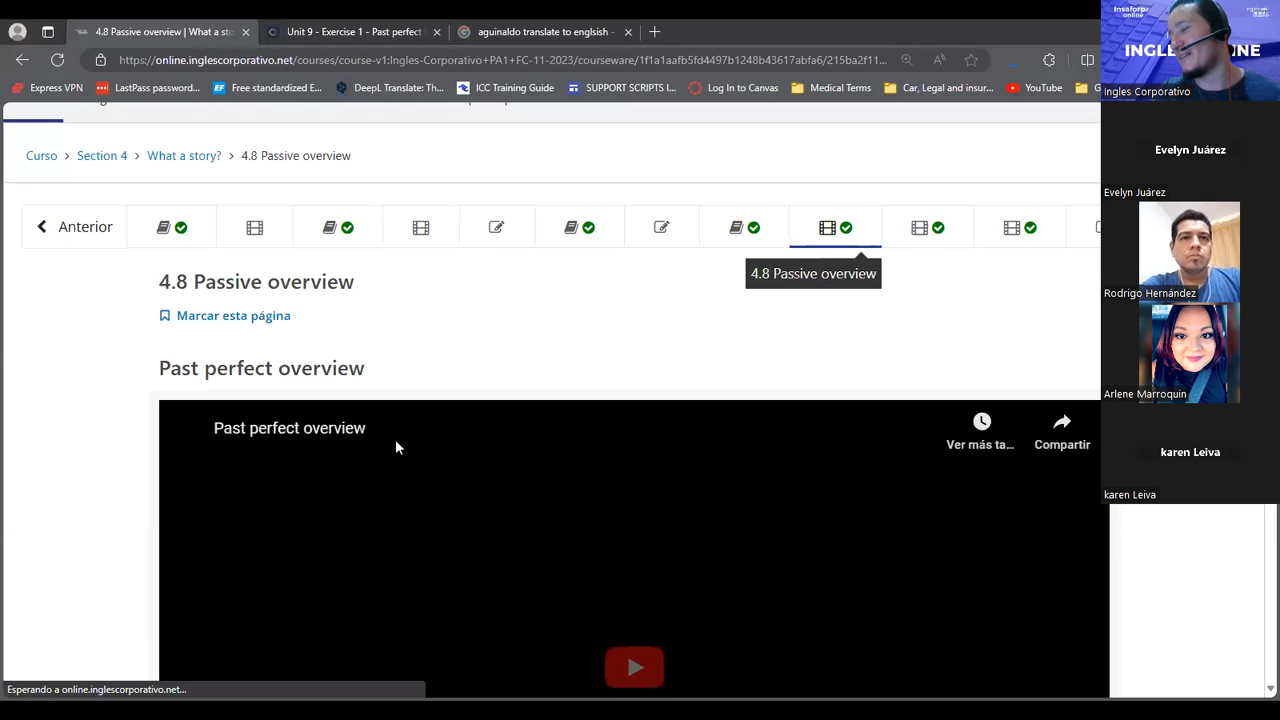 4.8 Passive overview | What a sto
Unit 9 - Exercise 1 - Past perfect
aguinaldo translate to englsish -
https://online.inglescorporativo.net/courses/course-v1:Ingles-Corporativo+PA1+FC-11-2023/courseware/1f1a1aafb5fd4497b1248b43617abfa6/215ba2f11...
Express VPN
LastPass password...
Free standardized E...
DeepL Translate: Th...
ICC Training Guide
SUPPORT SCRIPTS I...
Log In to Canvas
Medical Terms
Car, Legal and insur...
YouTube
Curso > Section 4 > What a story? > 4.8 Passive overview
Anterior
4.8 Passive overview
4.8 Passive overview
Marcar esta página
Past perfect overview
Past perfect overview
Ver más ta...
Compartir
Esperando a online.inglescorporativo.net...
Insaforp
online
Ingles Corporativo
Evelyn Juárez
Evelyn Juárez
Rodrigo Hernández
Arlene Marroquin
karen Leiva
karen Leiva